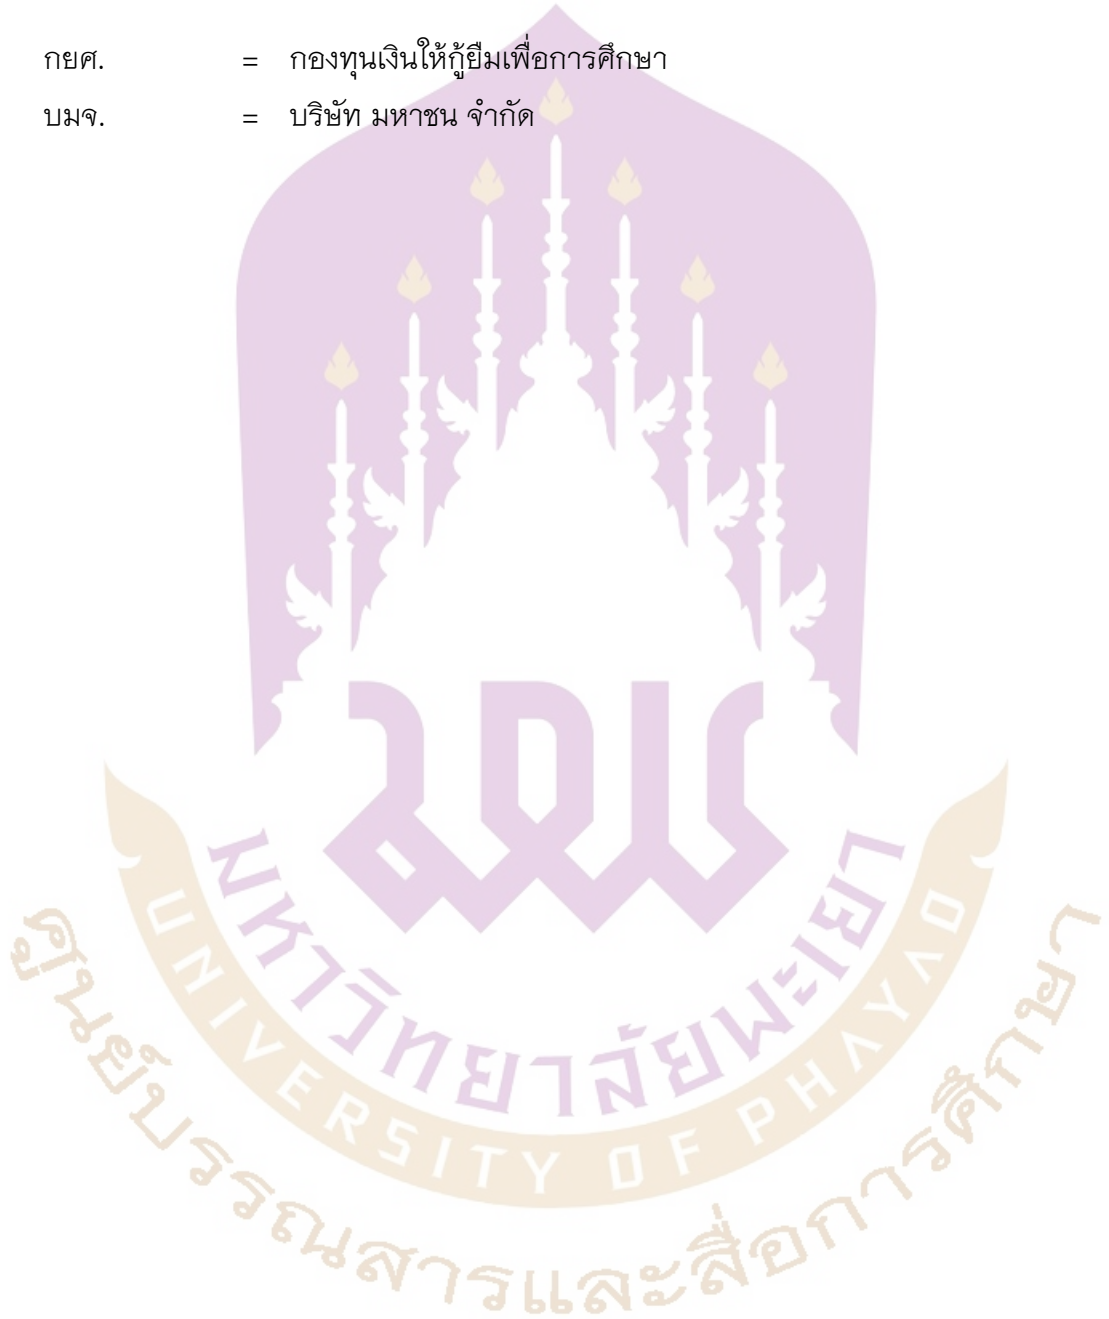 กยศ. = กองทุนเงินให้กู้ยืมเพื่อการศึกษา
บมจ. = บริษัท มหาชน จำกัด
มพ
มหาวิทยาลัยพะเยา
UNIVERSITY OF PHAYAO
ศูนย์บรรณสารและสื่อการศึกษา